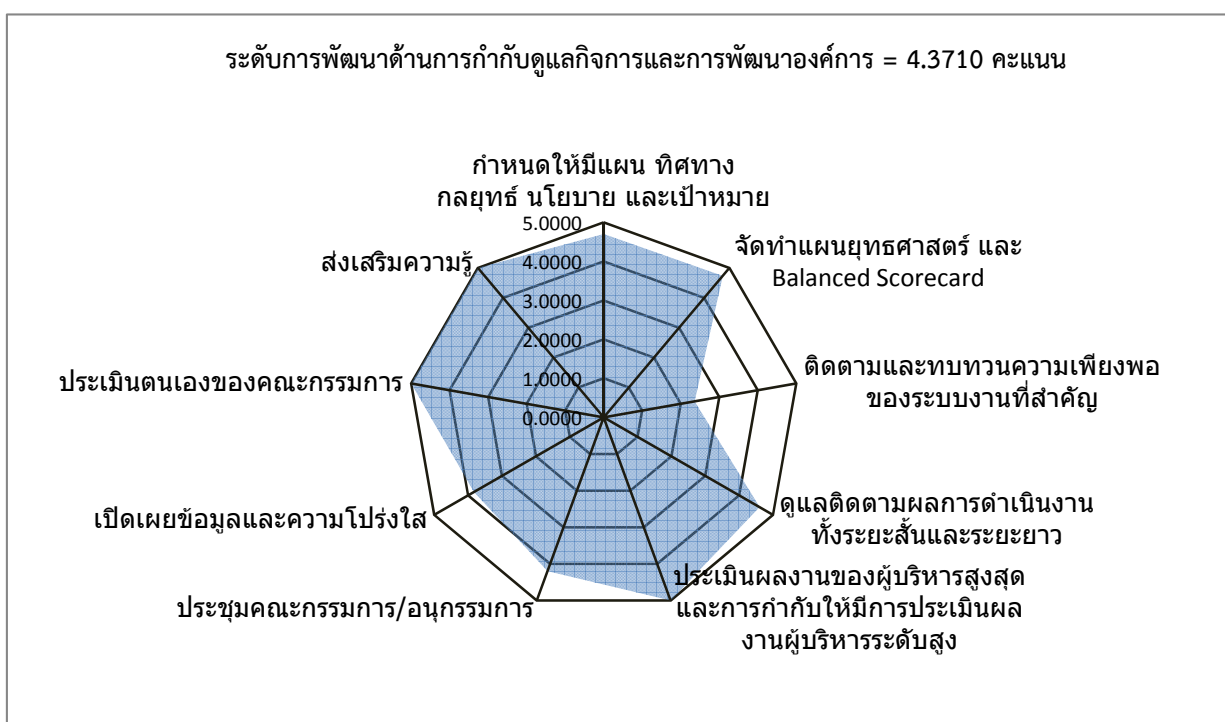 ระดับการพัฒนาด้านการกำกับดูแลกิจการและการพัฒนาองค์การ = 4.3710 คะแนน
กำหนดให้มีแผน ทิศทาง
กลยุทธ์ นโยบาย และเป้าหมาย
5.0000
4.0000
3.0000
2.0000
1.0000
0.0000
จัดทำแผนยุทธศาสตร์ และ
Balanced Scorecard
ติดตามและทบทวนความเพียงพอ
ของระบบงานที่สำคัญ
ดูแลติดตามผลการดำเนินงาน
ทั้งระยะสั้นและระยะยาว
ประเมินผลงานของผู้บริหารสูงสุด
และการกำกับให้มีการประเมินผล
งานผู้บริหารระดับสูง
ประชุมคณะกรรมการ/อนุกรรมการ
เปิดเผยข้อมูลและความโปร่งใส
ประเมินตนเองของคณะกรรมการ
ส่งเสริมความรู้